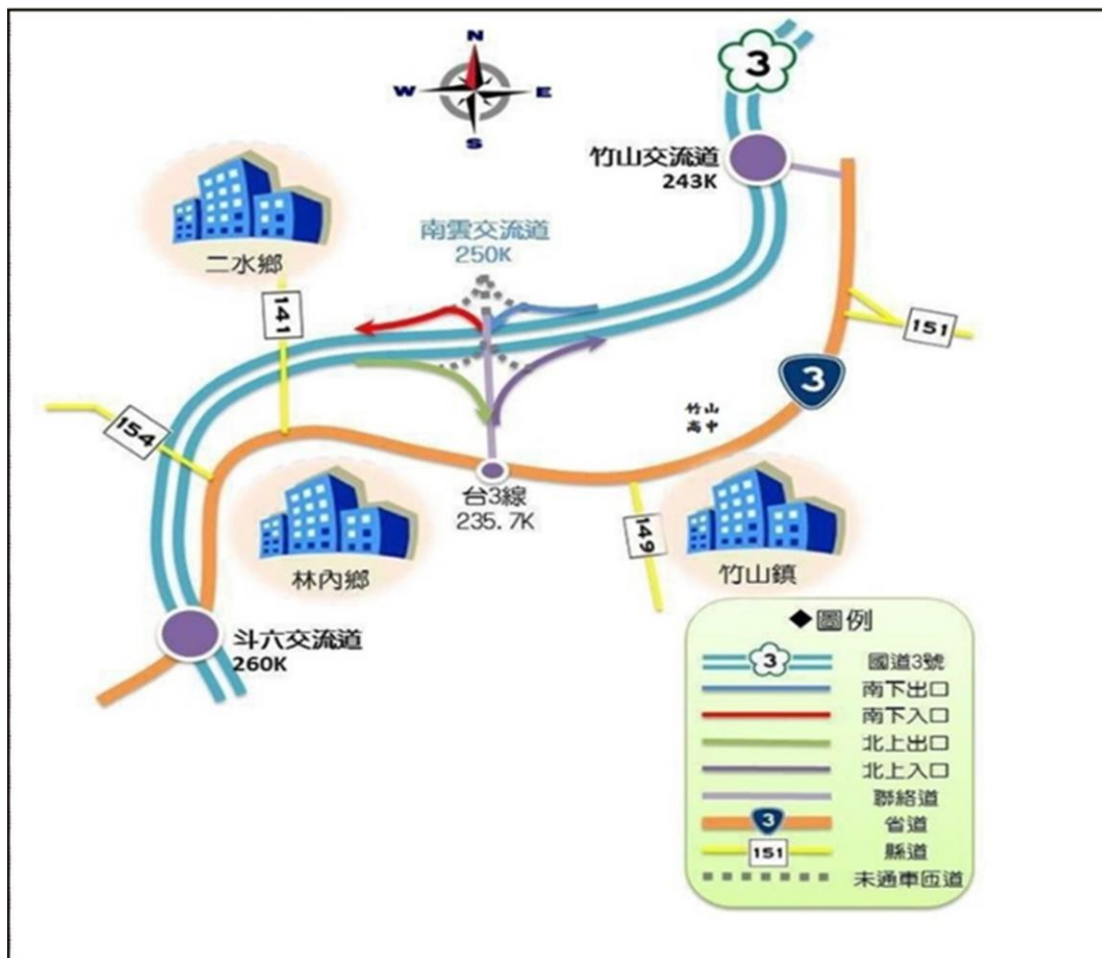 N
W
E
S
3
竹山交流道
243K
南雲交流道
250K
二水鄉
141
151
3
竹山
高中
154
台3線
235.7K
149
林內鄉
竹山鎮
斗六交流道
260K
◆圖例
3
國道3號
南下出口
南下入口
北上出口
北上入口
聯絡道
3
省道
151
縣道
未通車匝道